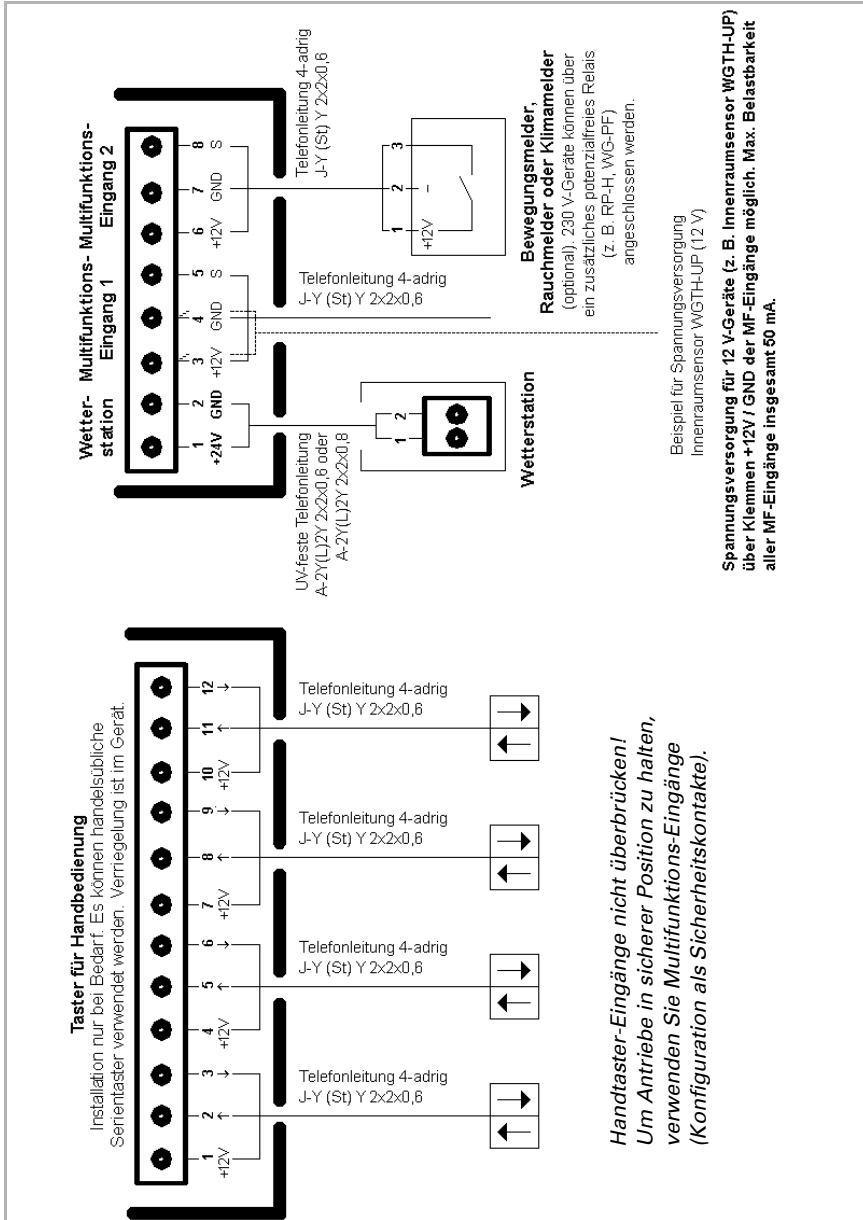 Taster für Handbedienung
Installation nur bei Bedarf. Es können handelsübliche
Serientaster verwendet werden. Verriegelung ist im Gerät.
1 2 3 4 5 6 7 8 9 10 11 12
+12V ← → +12V ← → +12V ← → +12V ← →
Telefonleitung 4-adrig
J-Y (St) Y 2x2x0,6
Telefonleitung 4-adrig
J-Y (St) Y 2x2x0,6
Telefonleitung 4-adrig
J-Y (St) Y 2x2x0,6
Telefonleitung 4-adrig
J-Y (St) Y 2x2x0,6
Handtaster-Eingänge nicht überbrücken!
Um Antriebe in sicherer Position zu halten,
verwenden Sie Multifunktions-Eingänge
(Konfiguration als Sicherheitskontakte).
Wetter-
station
Multifunktions-
Eingang 1
Multifunktions-
Eingang 2
1 2 3 4 5 6 7 8
+24V GND +12V GND S +12V GND S
UV-feste Telefonleitung
A-2Y(L)2Y 2x2x0,6 oder
A-2Y(L)2Y 2x2x0,8
1 2
Wetterstation
Telefonleitung 4-adrig
J-Y (St) Y 2x2x0,6
Telefonleitung 4-adrig
J-Y (St) Y 2x2x0,6
1 2 3
+12V –
Bewegungsmelder,
Rauchmelder oder Klimamelder
(optional). 230 V-Geräte können über
ein zusätzliches potenzialfreies Relais
(z. B. RP-H, WG-PF)
angeschlossen werden.
Beispiel für Spannungsversorgung
Innenraumsensor WGTH-UP (12 V)
Spannungsversorgung für 12 V-Geräte (z. B. Innenraumsensor WGTH-UP)
über Klemmen +12V / GND der MF-Eingänge möglich. Max. Belastbarkeit
aller MF-Eingänge insgesamt 50 mA.